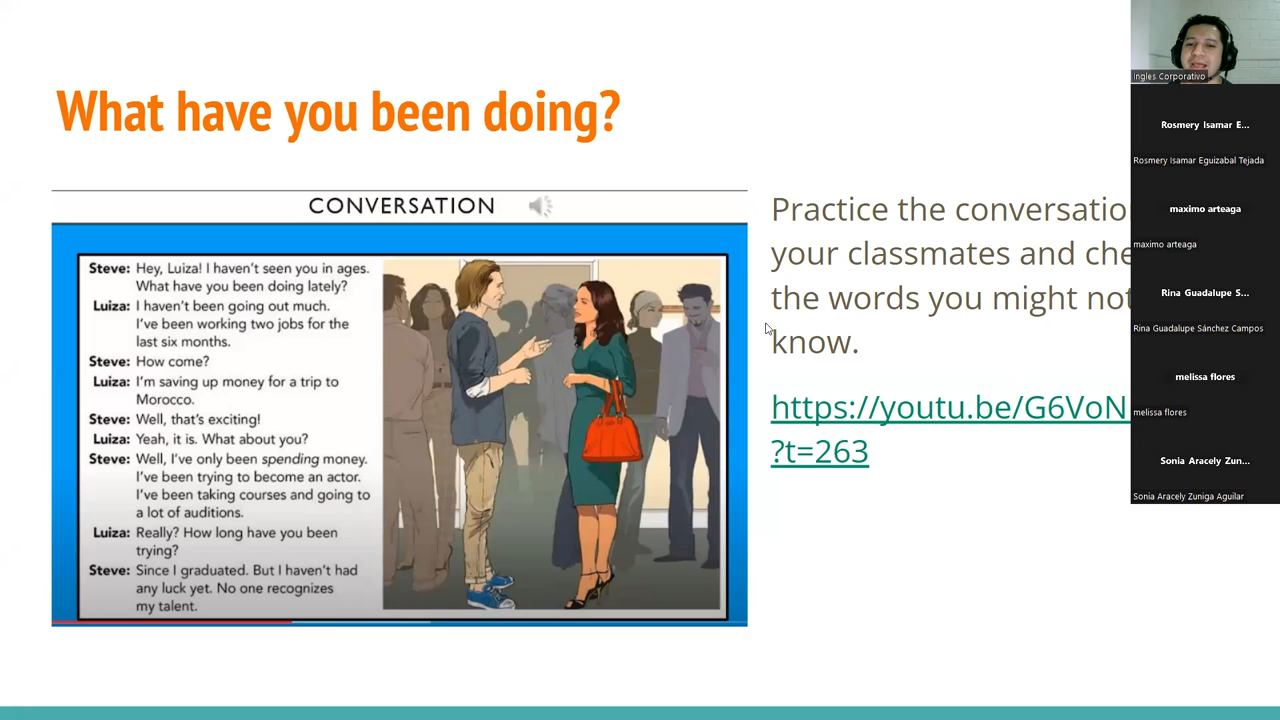 What have you been doing?
CONVERSATION
Steve: Hey, Luiza! I haven't seen you in ages.
What have you been doing lately?
Luiza: I haven't been going out much.
I've been working two jobs for the
last six months.
Steve: How come?
Luiza: I'm saving up money for a trip to
Morocco.
Steve: Well, that's exciting!
Luiza: Yeah, it is. What about you?
Steve: Well, I've only been spending money.
I've been trying to become an actor.
I've been taking courses and going to
a lot of auditions.
Luiza: Really? How long have you been
trying?
Steve: Since I graduated. But I haven't had
any luck yet. No one recognizes
my talent.
Practice the conversatio
your classmates and che
the words you might not
know.
https://youtu.be/G6VoN
?t=263
Ingles Corporativo
Rosmery Isamar E...
Rosmery Isamar Eguizabal Tejada
maximo arteaga
maximo arteaga
Rina Guadalupe S...
Rina Guadalupe Sánchez Campos
melissa flores
melissa flores
Sonia Aracely Zun...
Sonia Aracely Zuniga Aguilar